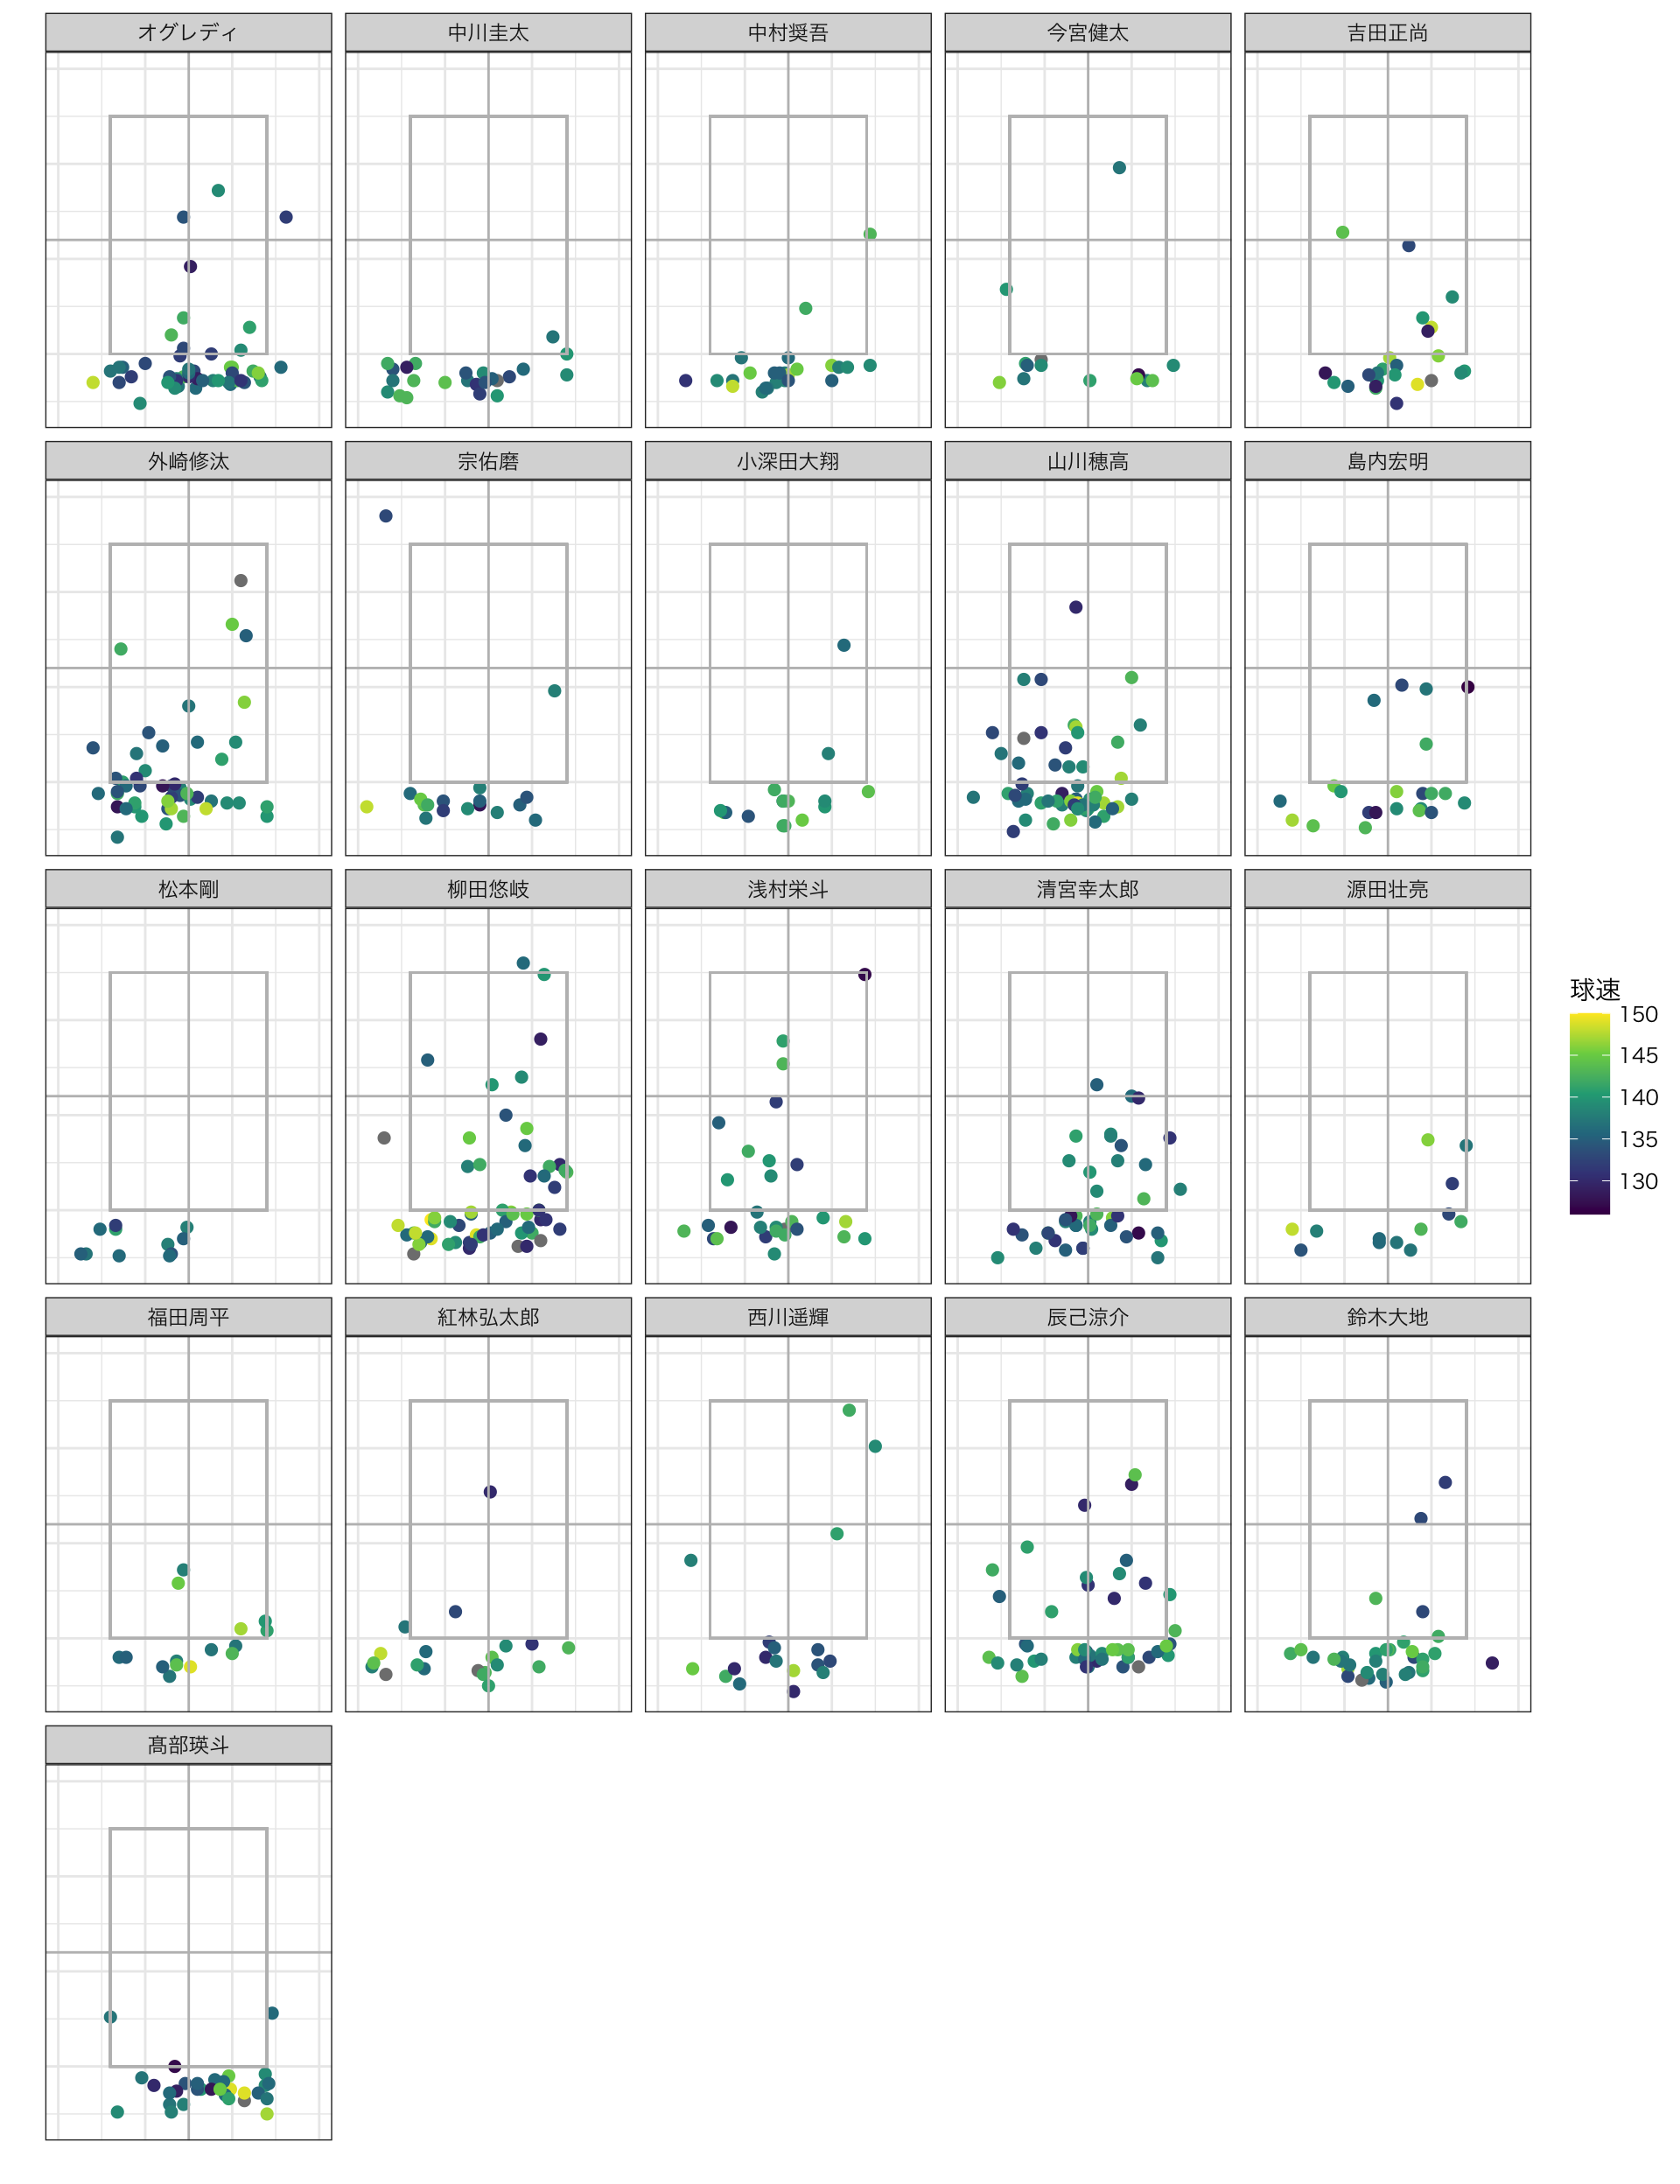 オグレディ
中川圭太
中村奨吾
今宮健太
吉田正尚
外崎修汰
宗佑磨
小深田大翔
山川穂高
島内宏明
松本剛
柳田悠岐
浅村栄斗
清宮幸太郎
源田壮亮
福田周平
紅林弘太郎
西川遥輝
辰己涼介
鈴木大地
髙部瑛斗
球速
150
145
140
135
130